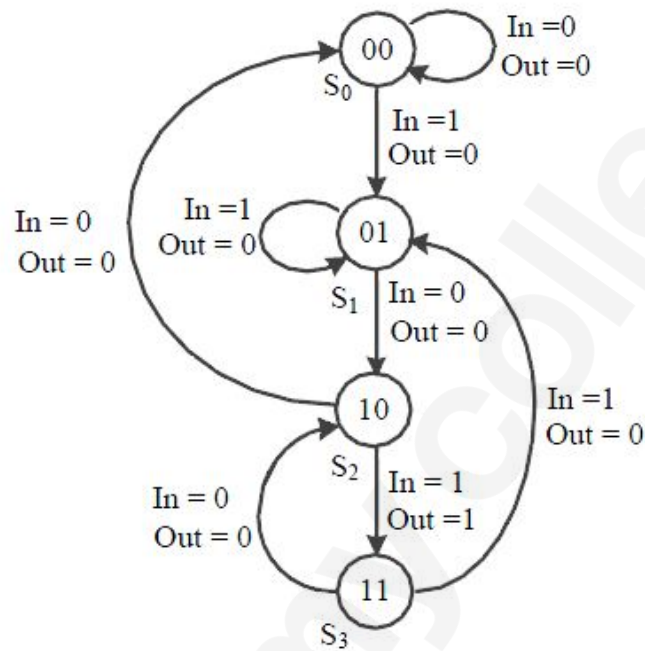 00
In =0
Out =0
S0
In =1
Out =0
In = 0
Out = 0
In =1
Out = 0
01
S1
In = 0
Out = 0
10
S2
In =1
Out = 0
In = 0
Out = 0
In = 1
Out =1
11
S3